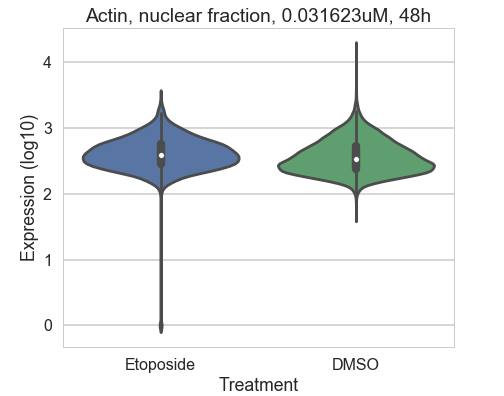 Actin, nuclear fraction, 0.031623uM, 48h
Expression (log10)
4
3
2
1
0
Etoposide DMSO
Treatment